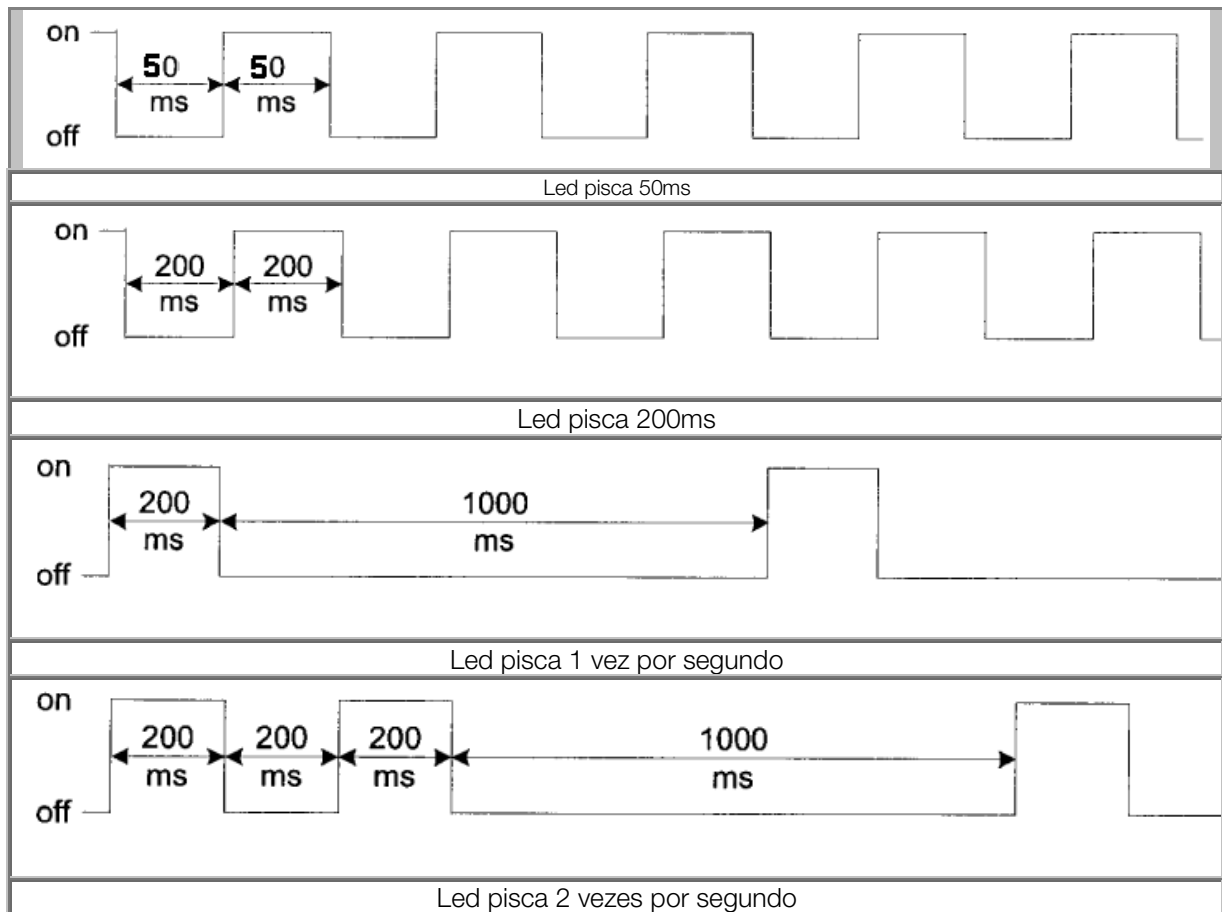 on
50 50
ms ms
off
Led pisca 50ms
on
200 200
ms ms
off
Led pisca 200ms
on
200 1000
ms ms
off
Led pisca 1 vez por segundo
on
200 200 200 1000
ms ms ms ms
off
Led pisca 2 vezes por segundo